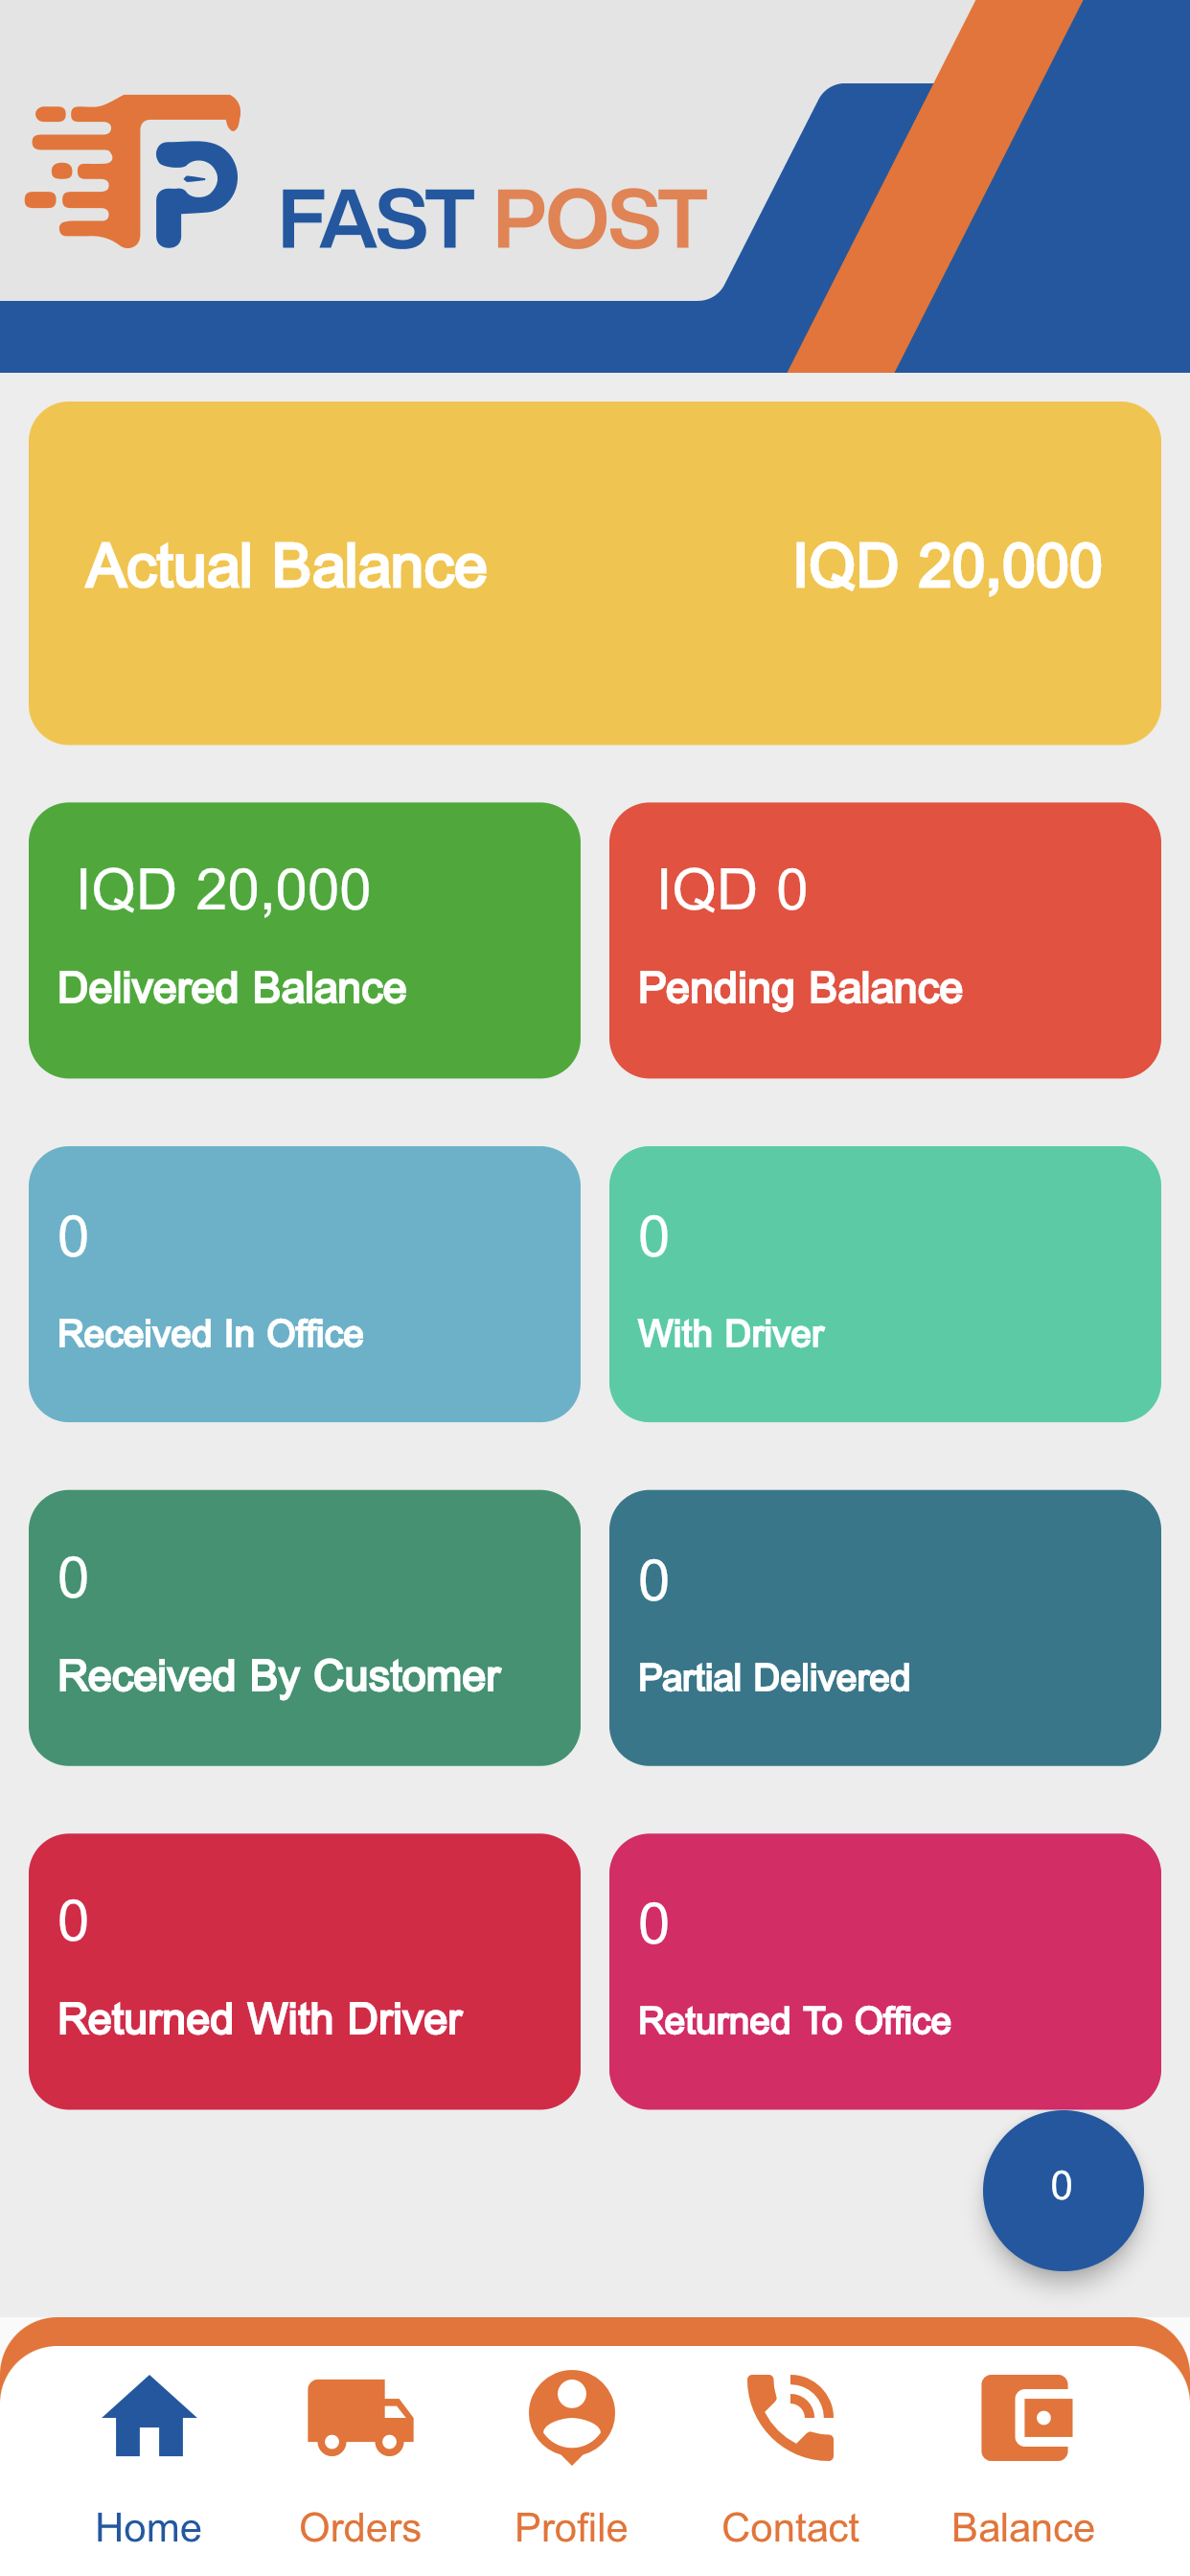 FAST POST
Actual Balance IQD 20,000
IQD 20,000
Delivered Balance
IQD 0
Pending Balance
0
Received In Office
0
With Driver
0
Received By Customer
0
Partial Delivered
0
Returned With Driver
0
Returned To Office
0
Home Orders Profile Contact Balance